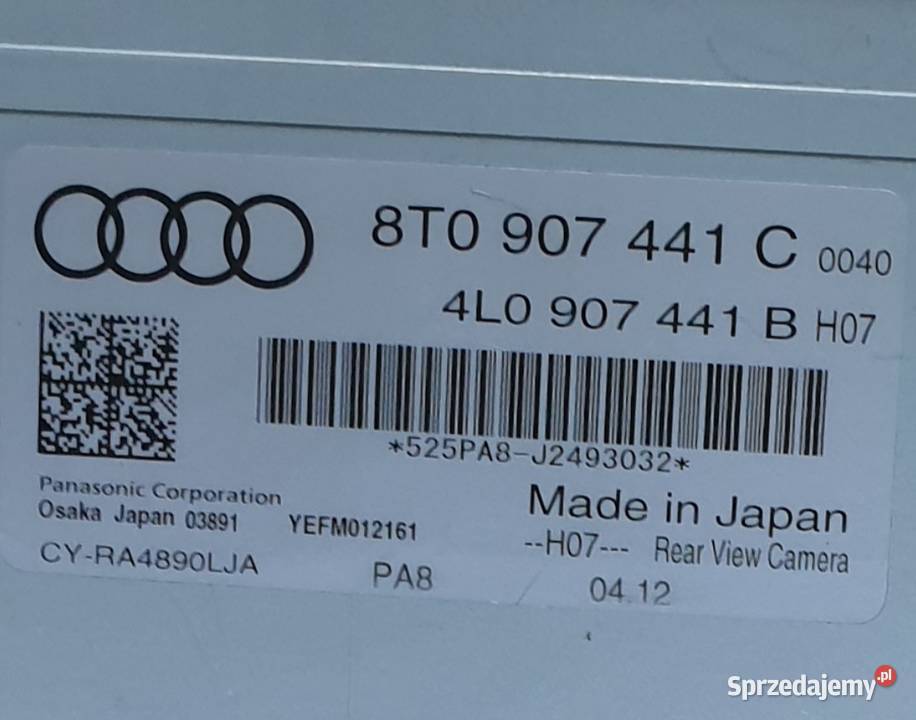 8T0 907 441 C 0040
4L0 907 441 B H07
*525PA8-J2493032*
Panasonic Corporation
Osaka Japan 03891 YEFM012161
Made in Japan
--H07--- Rear View Camera
CY-RA4890LJA
PA8
04.12
Sprzedajemy.pl